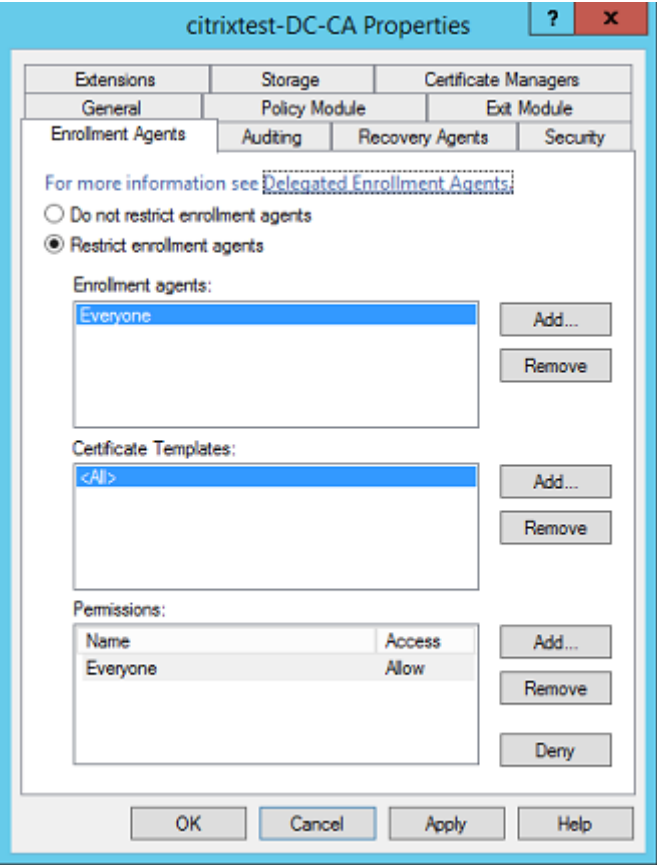 citrixtest-DC-CA Properties
? x
Extensions Storage Certificate Managers
General Policy Module Exit Module
Enrollment Agents Auditing Recovery Agents Security
For more information see Delegated Enrollment Agents.
Do not restrict enrollment agents
Restrict enrollment agents
Enrollment agents:
Everyone
Add...
Remove
Certificate Templates:
<All>
Add...
Remove
Permissions:
Name Access
Everyone Allow
Add...
Remove
Deny
OK Cancel Apply Help